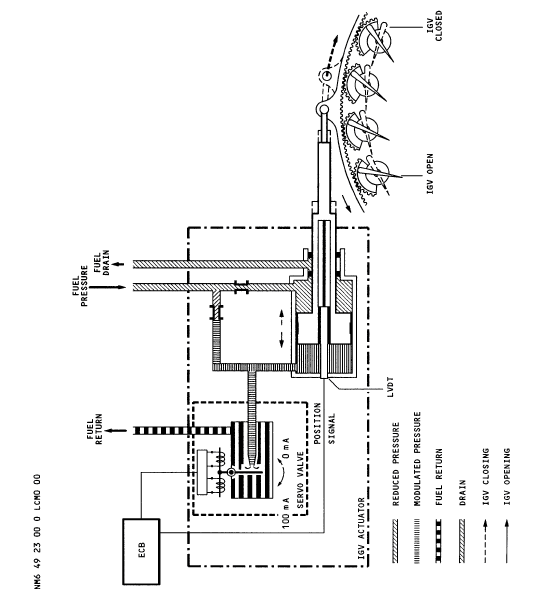 NM6 49 23 00 0 LCMO 00
FUEL
PRESSURE
FUEL
DRAIN
FUEL
RETURN
IGV
CLOSED
IGV OPEN
ECB
100 mA
0 mA
SERVO VALVE
POSITION
SIGNAL
LVDT
IGV ACTUATOR
REDUCED PRESSURE
MODULATED PRESSURE
FUEL RETURN
DRAIN
IGV CLOSING
IGV OPENING